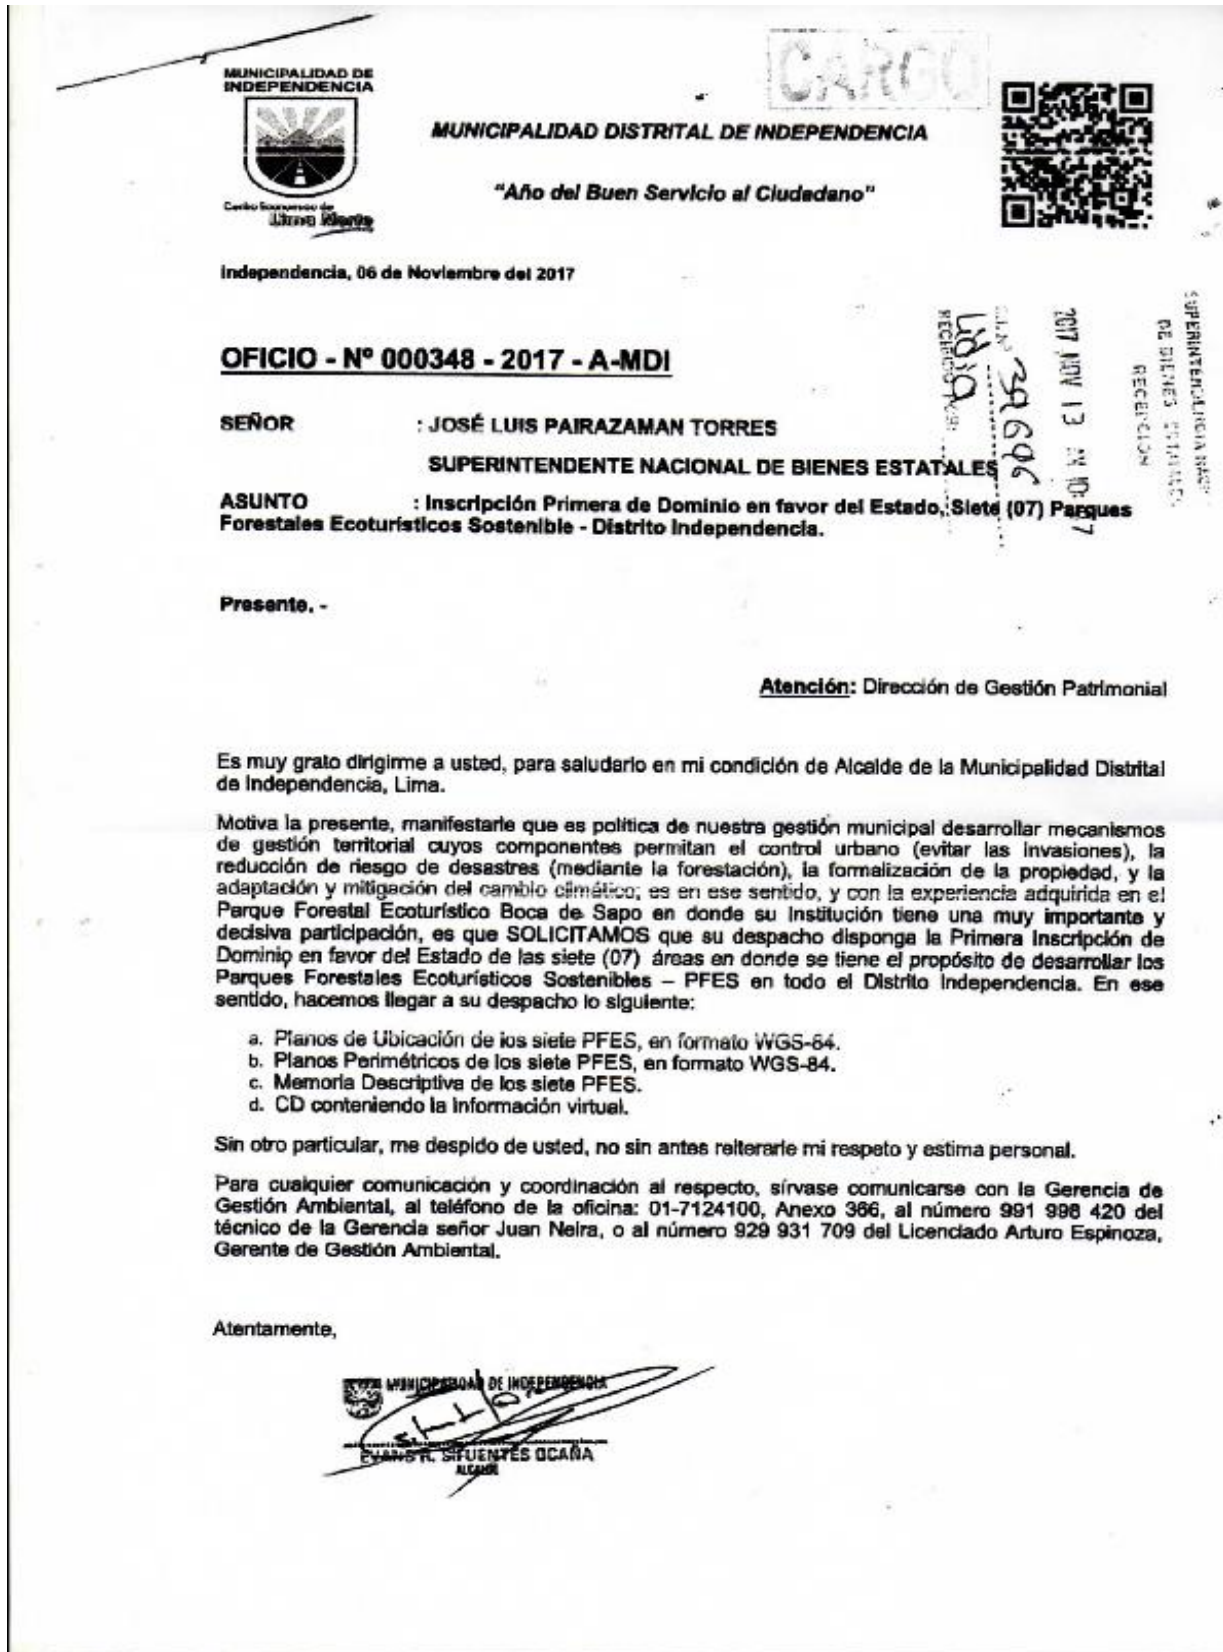 MUNICIPALIDAD DE
INDEPENDENCIA
Centro Económico de
Lima Norte
CARGO
MUNICIPALIDAD DISTRITAL DE INDEPENDENCIA
"Año del Buen Servicio al Ciudadano"
Independencia, 06 de Noviembre del 2017
SUPERINTENDENCIA
DE BIENES ESTATALES
RECEPCION
2017 NOV 13
RECIBIDO POR:
OFICIO - Nº 000348 - 2017 - A-MDI
SEÑOR : JOSÉ LUIS PAIRAZAMAN TORRES
SUPERINTENDENTE NACIONAL DE BIENES ESTATALES
ASUNTO : Inscripción Primera de Dominio en favor del Estado, Siete (07) Parques
Forestales Ecoturísticos Sostenible - Distrito Independencia.
Presente. -
Atención: Dirección de Gestión Patrimonial
Es muy grato dirigirme a usted, para saludarlo en mi condición de Alcalde de la Municipalidad Distrital
de Independencia, Lima.
Motiva la presente, manifestarle que es política de nuestra gestión municipal desarrollar mecanismos
de gestión territorial cuyos componentes permitan el control urbano (evitar las invasiones), la
reducción de riesgo de desastres (mediante la forestación), la formalización de la propiedad, y la
adaptación y mitigación del cambio climático; es en ese sentido, y con la experiencia adquirida en el
Parque Forestal Ecoturístico Boca de Sapo en donde su Institución tiene una muy importante y
decisiva participación, es que SOLICITAMOS que su despacho disponga la Primera Inscripción de
Dominio en favor del Estado de las siete (07) áreas en donde se tiene el propósito de desarrollar los
Parques Forestales Ecoturísticos Sostenibles – PFES en todo el Distrito Independencia. En ese
sentido, hacemos llegar a su despacho lo siguiente:
a. Planos de Ubicación de los siete PFES, en formato WGS-84.
b. Planos Perimétricos de los siete PFES, en formato WGS-84.
c. Memoria Descriptiva de los siete PFES.
d. CD conteniendo la información virtual.
Sin otro particular, me despido de usted, no sin antes reiterarle mi respeto y estima personal.
Para cualquier comunicación y coordinación al respecto, sírvase comunicarse con la Gerencia de
Gestión Ambiental, al teléfono de la oficina: 01-7124100, Anexo 366, al número 991 998 420 del
técnico de la Gerencia señor Juan Neira, o al número 929 931 709 del Licenciado Arturo Espinoza,
Gerente de Gestión Ambiental.
Atentamente,
MUNICIPALIDAD DE INDEPENDENCIA
EVANS R. SIFUENTES OCAÑA
ALCALDE